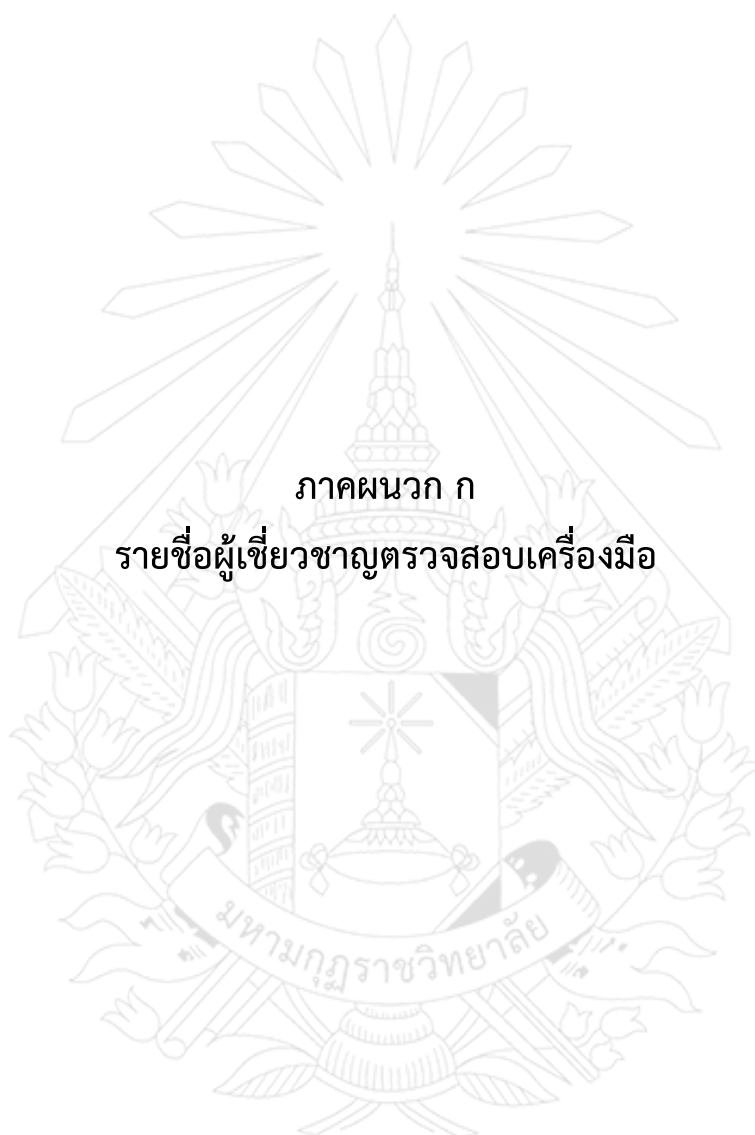 ภาคผนวก ก
รายชื่อผู้เชี่ยวชาญตรวจสอบเครื่องมือ
มหามกุฏราชวิทยาลัย